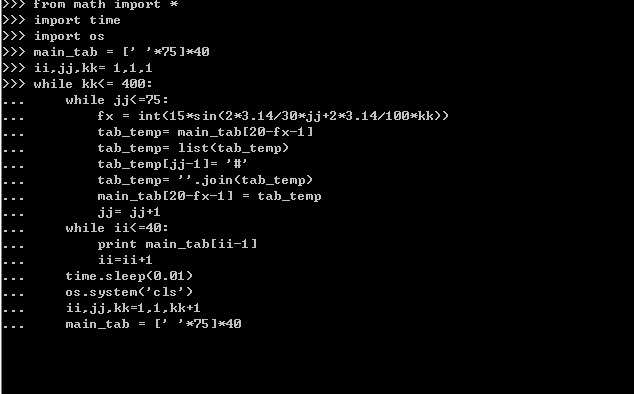 >>> from math import *
>>> import time
>>> import os
>>> main_tab = [' '*75]*40
>>> ii,jj,kk= 1,1,1
>>> while kk<= 400:
...     while jj<=75:
...         fx = int(15*sin(2*3.14/30*jj+2*3.14/100*kk))
...         tab_temp= main_tab[20-fx-1]
...         tab_temp= list(tab_temp)
...         tab_temp[jj-1]= '#'
...         tab_temp= ''.join(tab_temp)
...         main_tab[20-fx-1] = tab_temp
...         jj= jj+1
...     while ii<=40:
...         print main_tab[ii-1]
...         ii=ii+1
...     time.sleep(0.01)
...     os.system('cls')
...     ii,jj,kk=1,1,kk+1
...     main_tab = [' '*75]*40